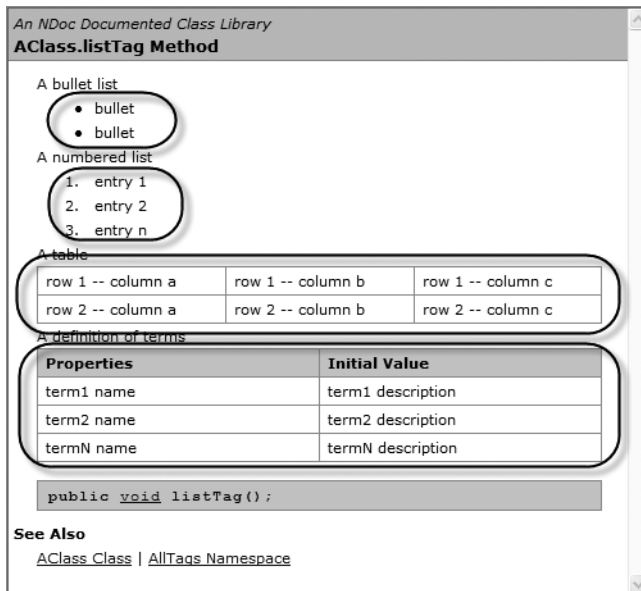 An NDoc Documented Class Library
AClass.listTag Method
A bullet list
• bullet
• bullet
A numbered list
1. entry 1
2. entry 2
3. entry n
A table
row 1 -- column a row 1 -- column b row 1 -- column c
row 2 -- column a row 2 -- column b row 2 -- column c
A definition of terms
Properties Initial Value
term1 name term1 description
term2 name term2 description
termN name termN description
public void listTag();
See Also
AClass Class | AllTags Namespace